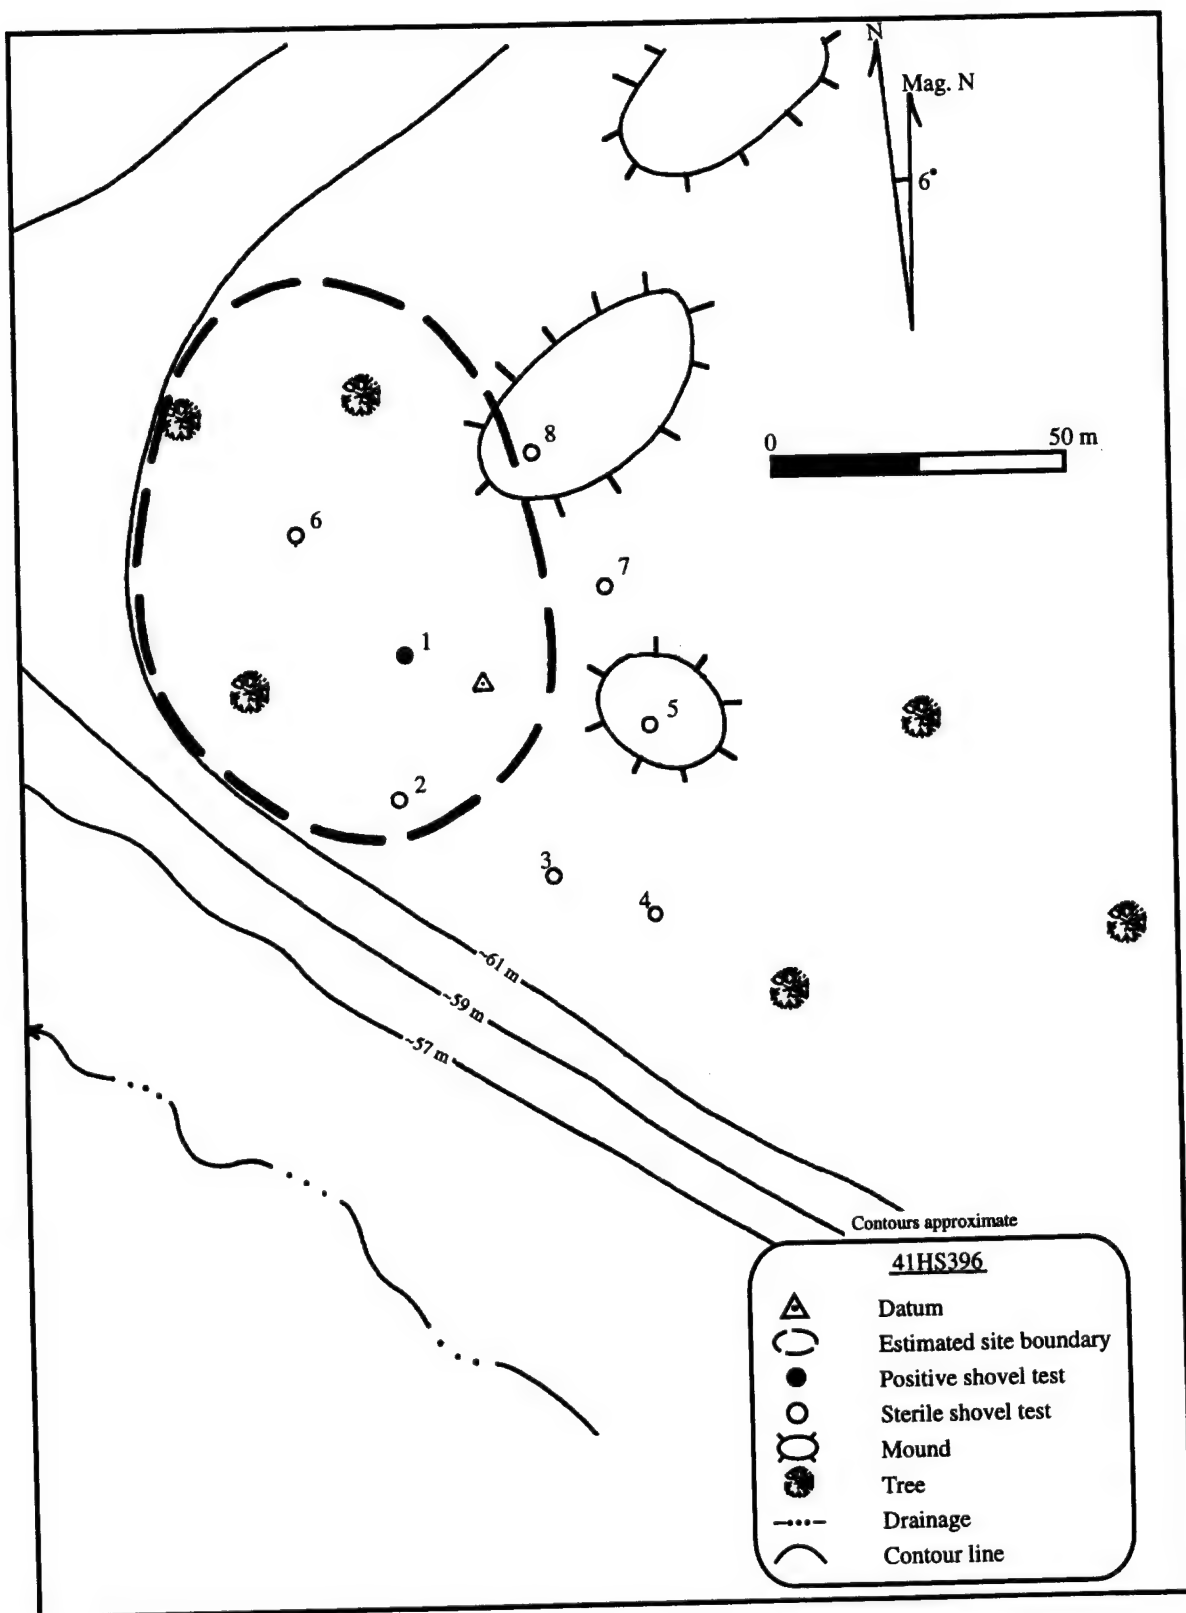 N
Mag. N
6°
0 50 m
8
6
7
1
5
2
3
4
~61 m
~59 m
~57 m
Contours approximate
41HS396
Datum
Estimated site boundary
Positive shovel test
Sterile shovel test
Mound
Tree
Drainage
Contour line